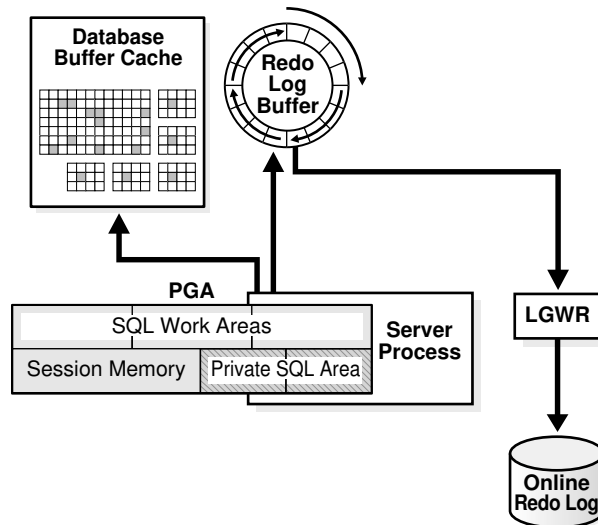 Database
Buffer Cache
Redo
Log
Buffer
PGA
SQL Work Areas
Server
Process
Session Memory
Private SQL Area
LGWR
Online
Redo Log